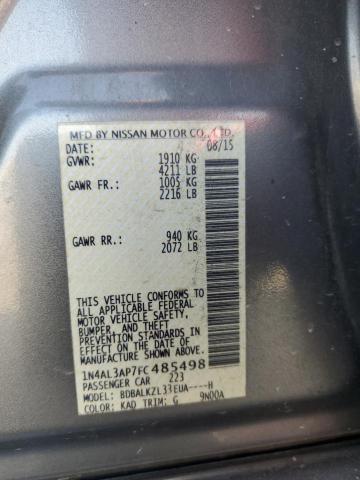 MFD BY NISSAN MOTOR CO., LTD.
DATE: 08/15
GVWR: 1910 KG
4211 LB
GAWR FR.: 1005 KG
2216 LB
GAWR RR.: 940 KG
2072 LB
THIS VEHICLE CONFORMS TO
ALL APPLICABLE FEDERAL
MOTOR VEHICLE SAFETY,
BUMPER, AND THEFT
PREVENTION STANDARDS IN
EFFECT ON THE DATE OF
MANUFACTURE SHOWN ABOVE.
1N4AL3AP7FC485498
PASSENGER CAR 223
MODEL: BDBALKZL33EUA----H
COLOR: KAD TRIM: G 9N00A